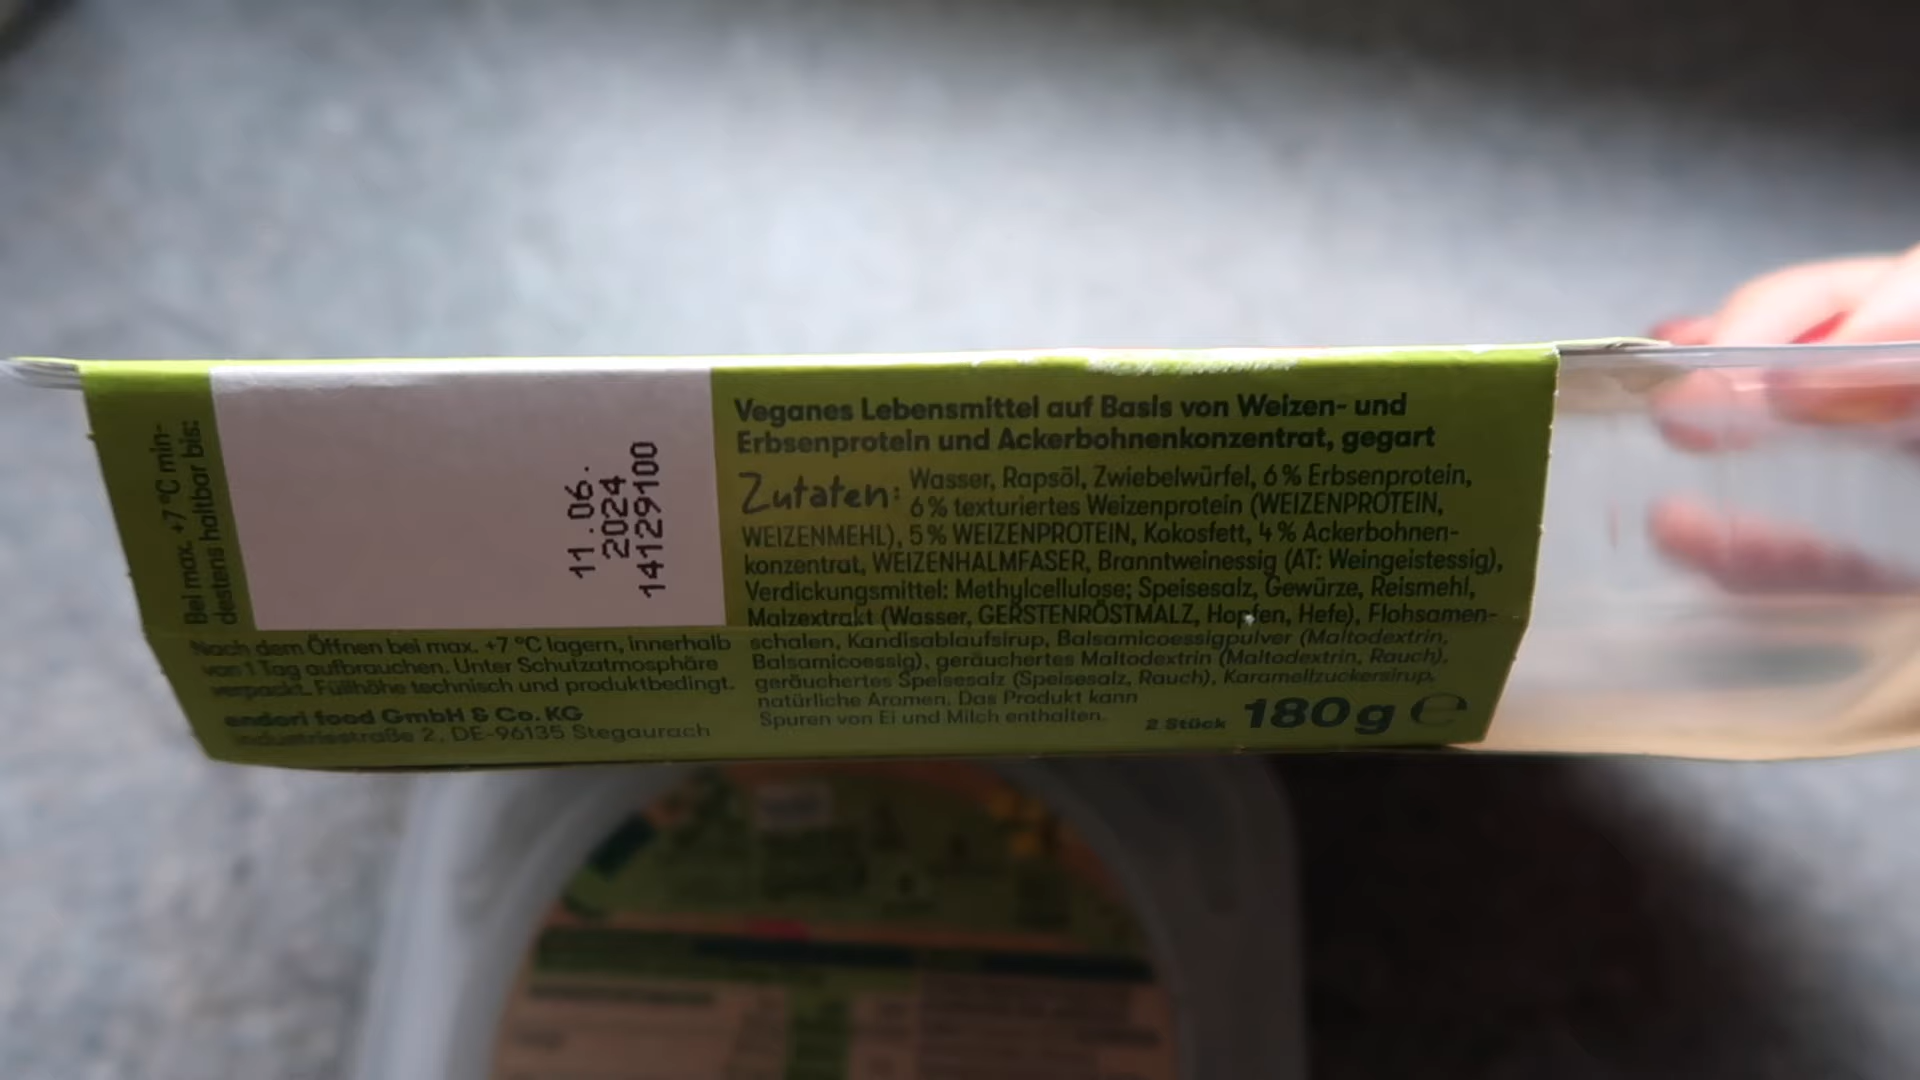 Bei max. +7 °C min-
destens haltbar bis:
11.06.
2024
14129100
Nach dem Öffnen bei max. +7 °C lagern, innerhalb
von 1 Tag aufbrauchen. Unter Schutzatmosphäre
verpackt. Füllhöhe technisch und produktbedingt.
endori food GmbH & Co. KG
Industriestraße 2, DE-96135 Stegaurach
Veganes Lebensmittel auf Basis von Weizen- und
Erbsenprotein und Ackerbohnenkonzentrat, gegart
Zutaten: Wasser, Rapsöl, Zwiebelwürfel, 6 % Erbsenprotein,
6 % texturiertes Weizenprotein (WEIZENPROTEIN,
WEIZENMEHL), 5 % WEIZENPROTEIN, Kokosfett, 4 % Ackerbohnen-
konzentrat, WEIZENHALMFASER, Branntweinessig (AT: Weingeistessig),
Verdickungsmittel: Methylcellulose; Speisesalz, Gewürze, Reismehl,
Malzextrakt (Wasser, GERSTENRÖSTMALZ, Hopfen, Hefe), Flohsamen-
schalen, Kandisablaufsirup, Balsamicoessigpulver (Maltodextrin,
Balsamicoessig), geräuchertes Maltodextrin (Maltodextrin, Rauch),
geräuchertes Speisesalz (Speisesalz, Rauch), Karamellzuckersirup,
natürliche Aromen. Das Produkt kann
Spuren von Ei und Milch enthalten.
2 Stück 180 g ℮